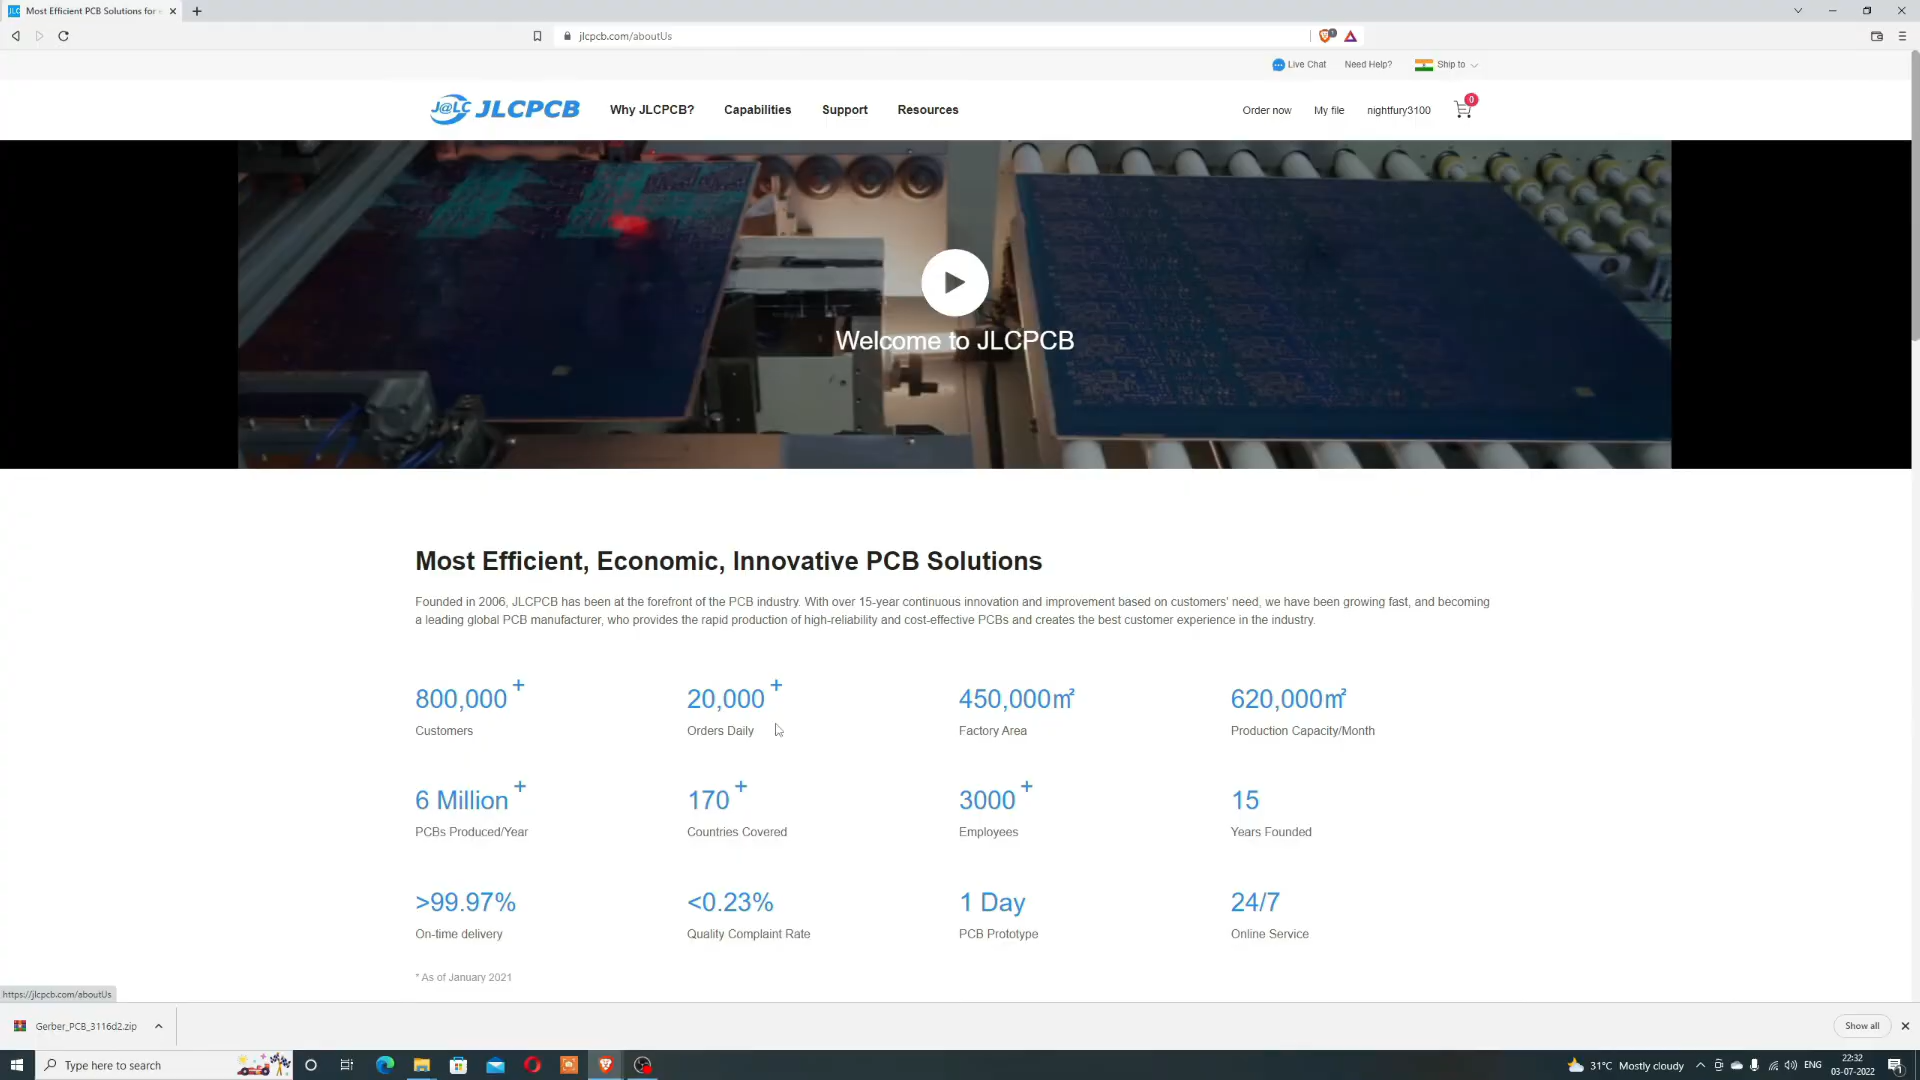 JLC Most Efficient PCB Solutions for
jlcpcb.com/aboutUs
Live Chat Need Help? Ship to
J@LC JLCPCB Why JLCPCB? Capabilities Support Resources Order now My file nightfury3100 0
Welcome to JLCPCB
Most Efficient, Economic, Innovative PCB Solutions
Founded in 2006, JLCPCB has been at the forefront of the PCB industry. With over 15-year continuous innovation and improvement based on customers' need, we have been growing fast, and becoming
a leading global PCB manufacturer, who provides the rapid production of high-reliability and cost-effective PCBs and creates the best customer experience in the industry.
800,000+ 20,000+ 450,000㎡ 620,000㎡
Customers Orders Daily Factory Area Production Capacity/Month
6 Million+ 170+ 3000+ 15
PCBs Produced/Year Countries Covered Employees Years Founded
>99.97% <0.23% 1 Day 24/7
On-time delivery Quality Complaint Rate PCB Prototype Online Service
* As of January 2021
https://jlcpcb.com/aboutUs
Gerber_PCB_3116d2.zip Show all
Type here to search 31°C Mostly cloudy ENG 22:32
03-07-2022